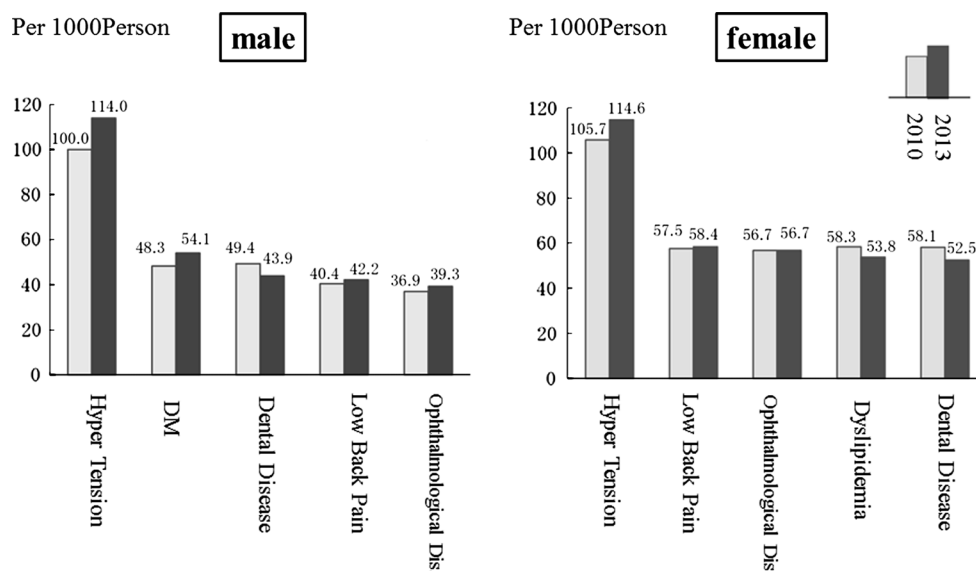 Per 1000Person
male
120
100
80
60
40
20
0
100.0
114.0
48.3
54.1
49.4
43.9
40.4
42.2
36.9
39.3
Hyper Tension
DM
Dental Disease
Low Back Pain
Ophthalmological Dis
Per 1000Person
female
2010
2013
120
100
80
60
40
20
0
105.7
114.6
57.5
58.4
56.7
56.7
58.3
53.8
58.1
52.5
Hyper Tension
Low Back Pain
Ophthalmological Dis
Dyslipidemia
Dental Disease